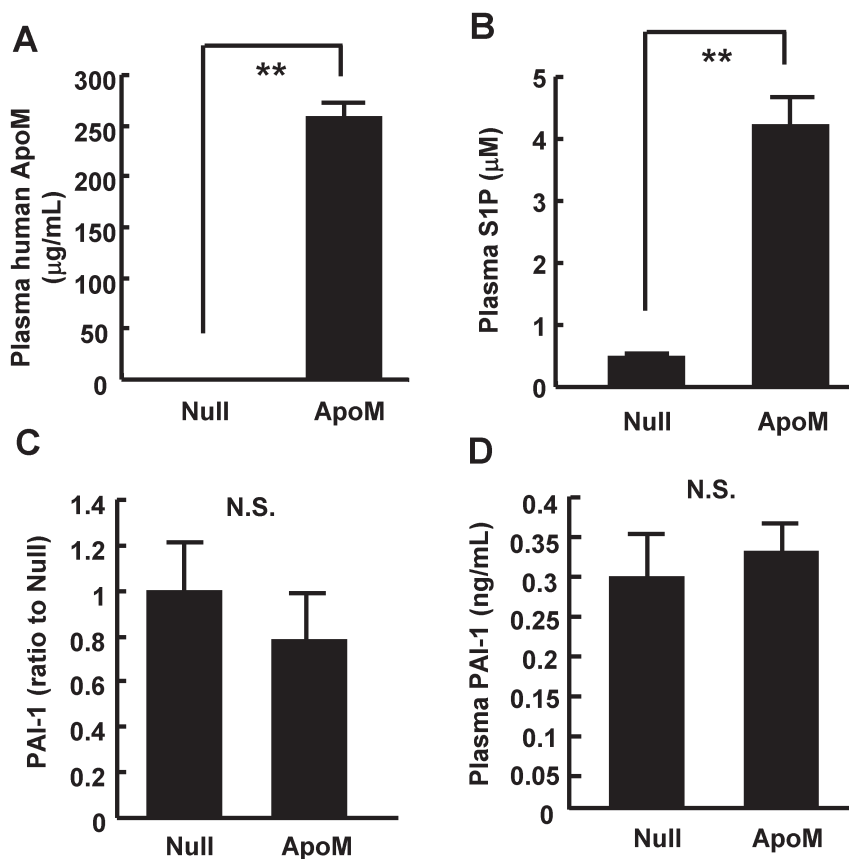 A
**
Plasma human ApoM
(μg/mL)
300
250
200
150
100
50
0
Null
ApoM
B
**
Plasma S1P (μM)
5
4
3
2
1
0
Null
ApoM
C
N.S.
PAI-1 (ratio to Null)
1.4
1.2
1
0.8
0.6
0.4
0.2
0
Null
ApoM
D
N.S.
Plasma PAI-1 (ng/mL)
0.4
0.35
0.3
0.25
0.2
0.15
0.1
0.05
0
Null
ApoM